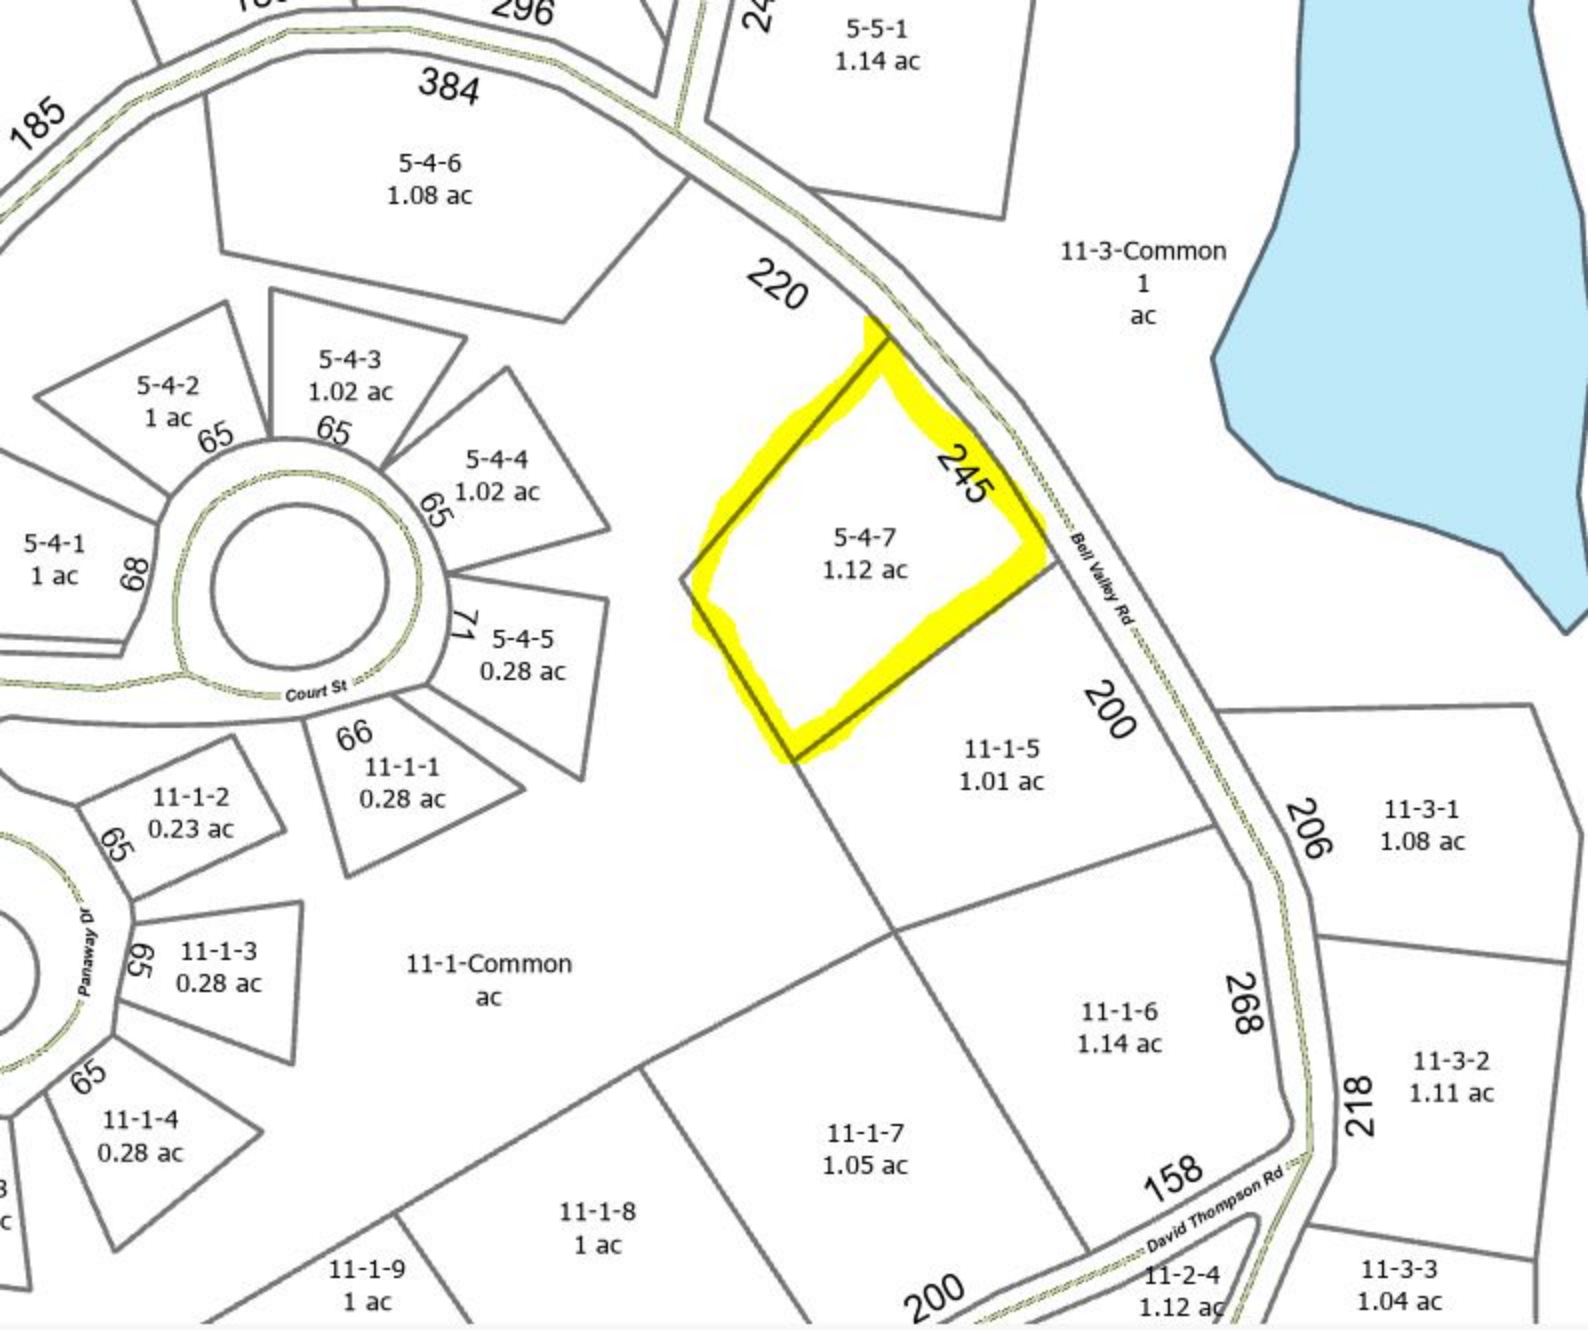 296
185
384
5-5-1
1.14 ac
5-4-6
1.08 ac
220
11-3-Common
1
ac
5-4-2
1 ac
65
5-4-3
1.02 ac
65
5-4-4
1.02 ac
65
245
5-4-1
1 ac
68
5-4-7
1.12 ac
Bell Valley Rd
71
5-4-5
0.28 ac
Court St
66
11-1-1
0.28 ac
200
11-1-5
1.01 ac
11-1-2
0.23 ac
65
206
11-3-1
1.08 ac
Panaway Dr
65
11-1-3
0.28 ac
11-1-Common
ac
268
11-1-6
1.14 ac
11-3-2
1.11 ac
218
65
11-1-4
0.28 ac
11-1-7
1.05 ac
158
David Thompson Rd
11-1-8
1 ac
11-1-9
1 ac
200
11-2-4
1.12 ac
11-3-3
1.04 ac